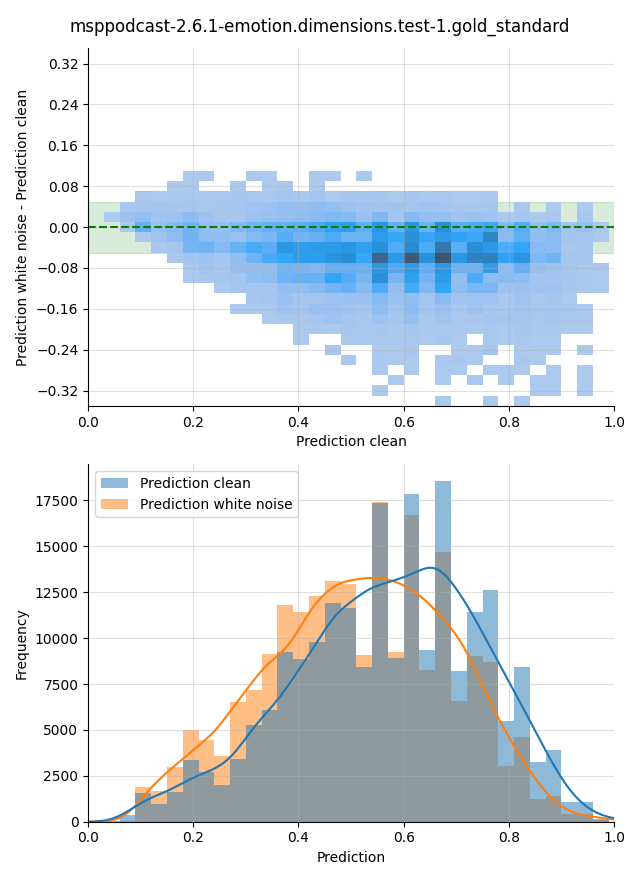 msppodcast-2.6.1-emotion.dimensions.test-1.gold_standard
Prediction white noise - Prediction clean
0.32
0.24
0.16
0.08
0.00
−0.08
−0.16
−0.24
−0.32
0.0 0.2 0.4 0.6 0.8 1.0
Prediction clean
Prediction clean
Prediction white noise
Frequency
17500
15000
12500
10000
7500
5000
2500
0
0.0 0.2 0.4 0.6 0.8 1.0
Prediction